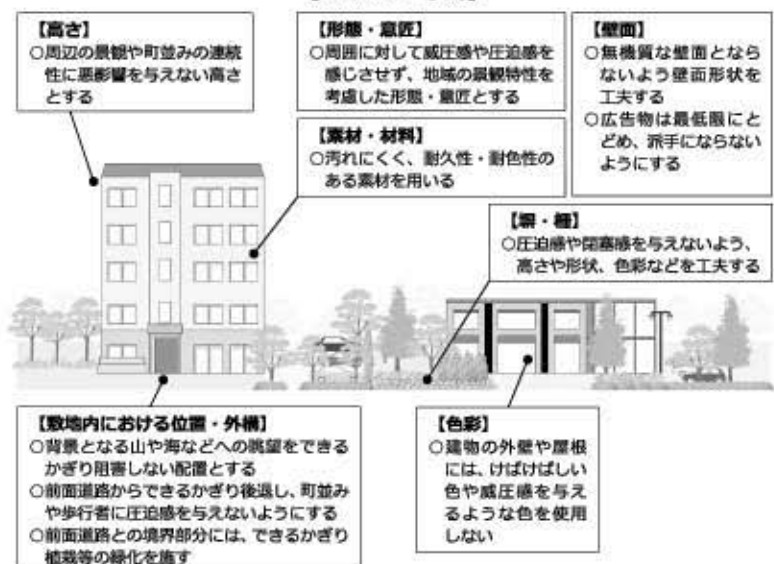 【高さ】
○周辺の景観や町並みの連続
性に悪影響を与えない高さ
とする
【形態・意匠】
○周囲に対して威圧感や圧迫感を
感じさせず、地域の景観特性を
考慮した形態・意匠とする
【壁面】
○無機質な壁面となら
ないよう壁面形状を
工夫する
○広告物は最低限にと
どめ、派手にならない
ようにする
【素材・材料】
○汚れにくく、耐久性・耐色性の
ある素材を用いる
【塀・柵】
○圧迫感や閉塞感を与えないよう、
高さや形状、色彩などを工夫する
【敷地内における位置・外構】
○背景となる山や海などへの眺望をできる
かぎり阻害しない配置とする
○前面道路からできるかぎり後退し、町並み
や歩行者に圧迫感を与えないようにする
○前面道路との境界部分には、できるかぎり
植栽等の緑化を施す
【色彩】
○建物の外壁や屋根
には、けばけばしい
色や威圧感を与え
るような色を使用
しない